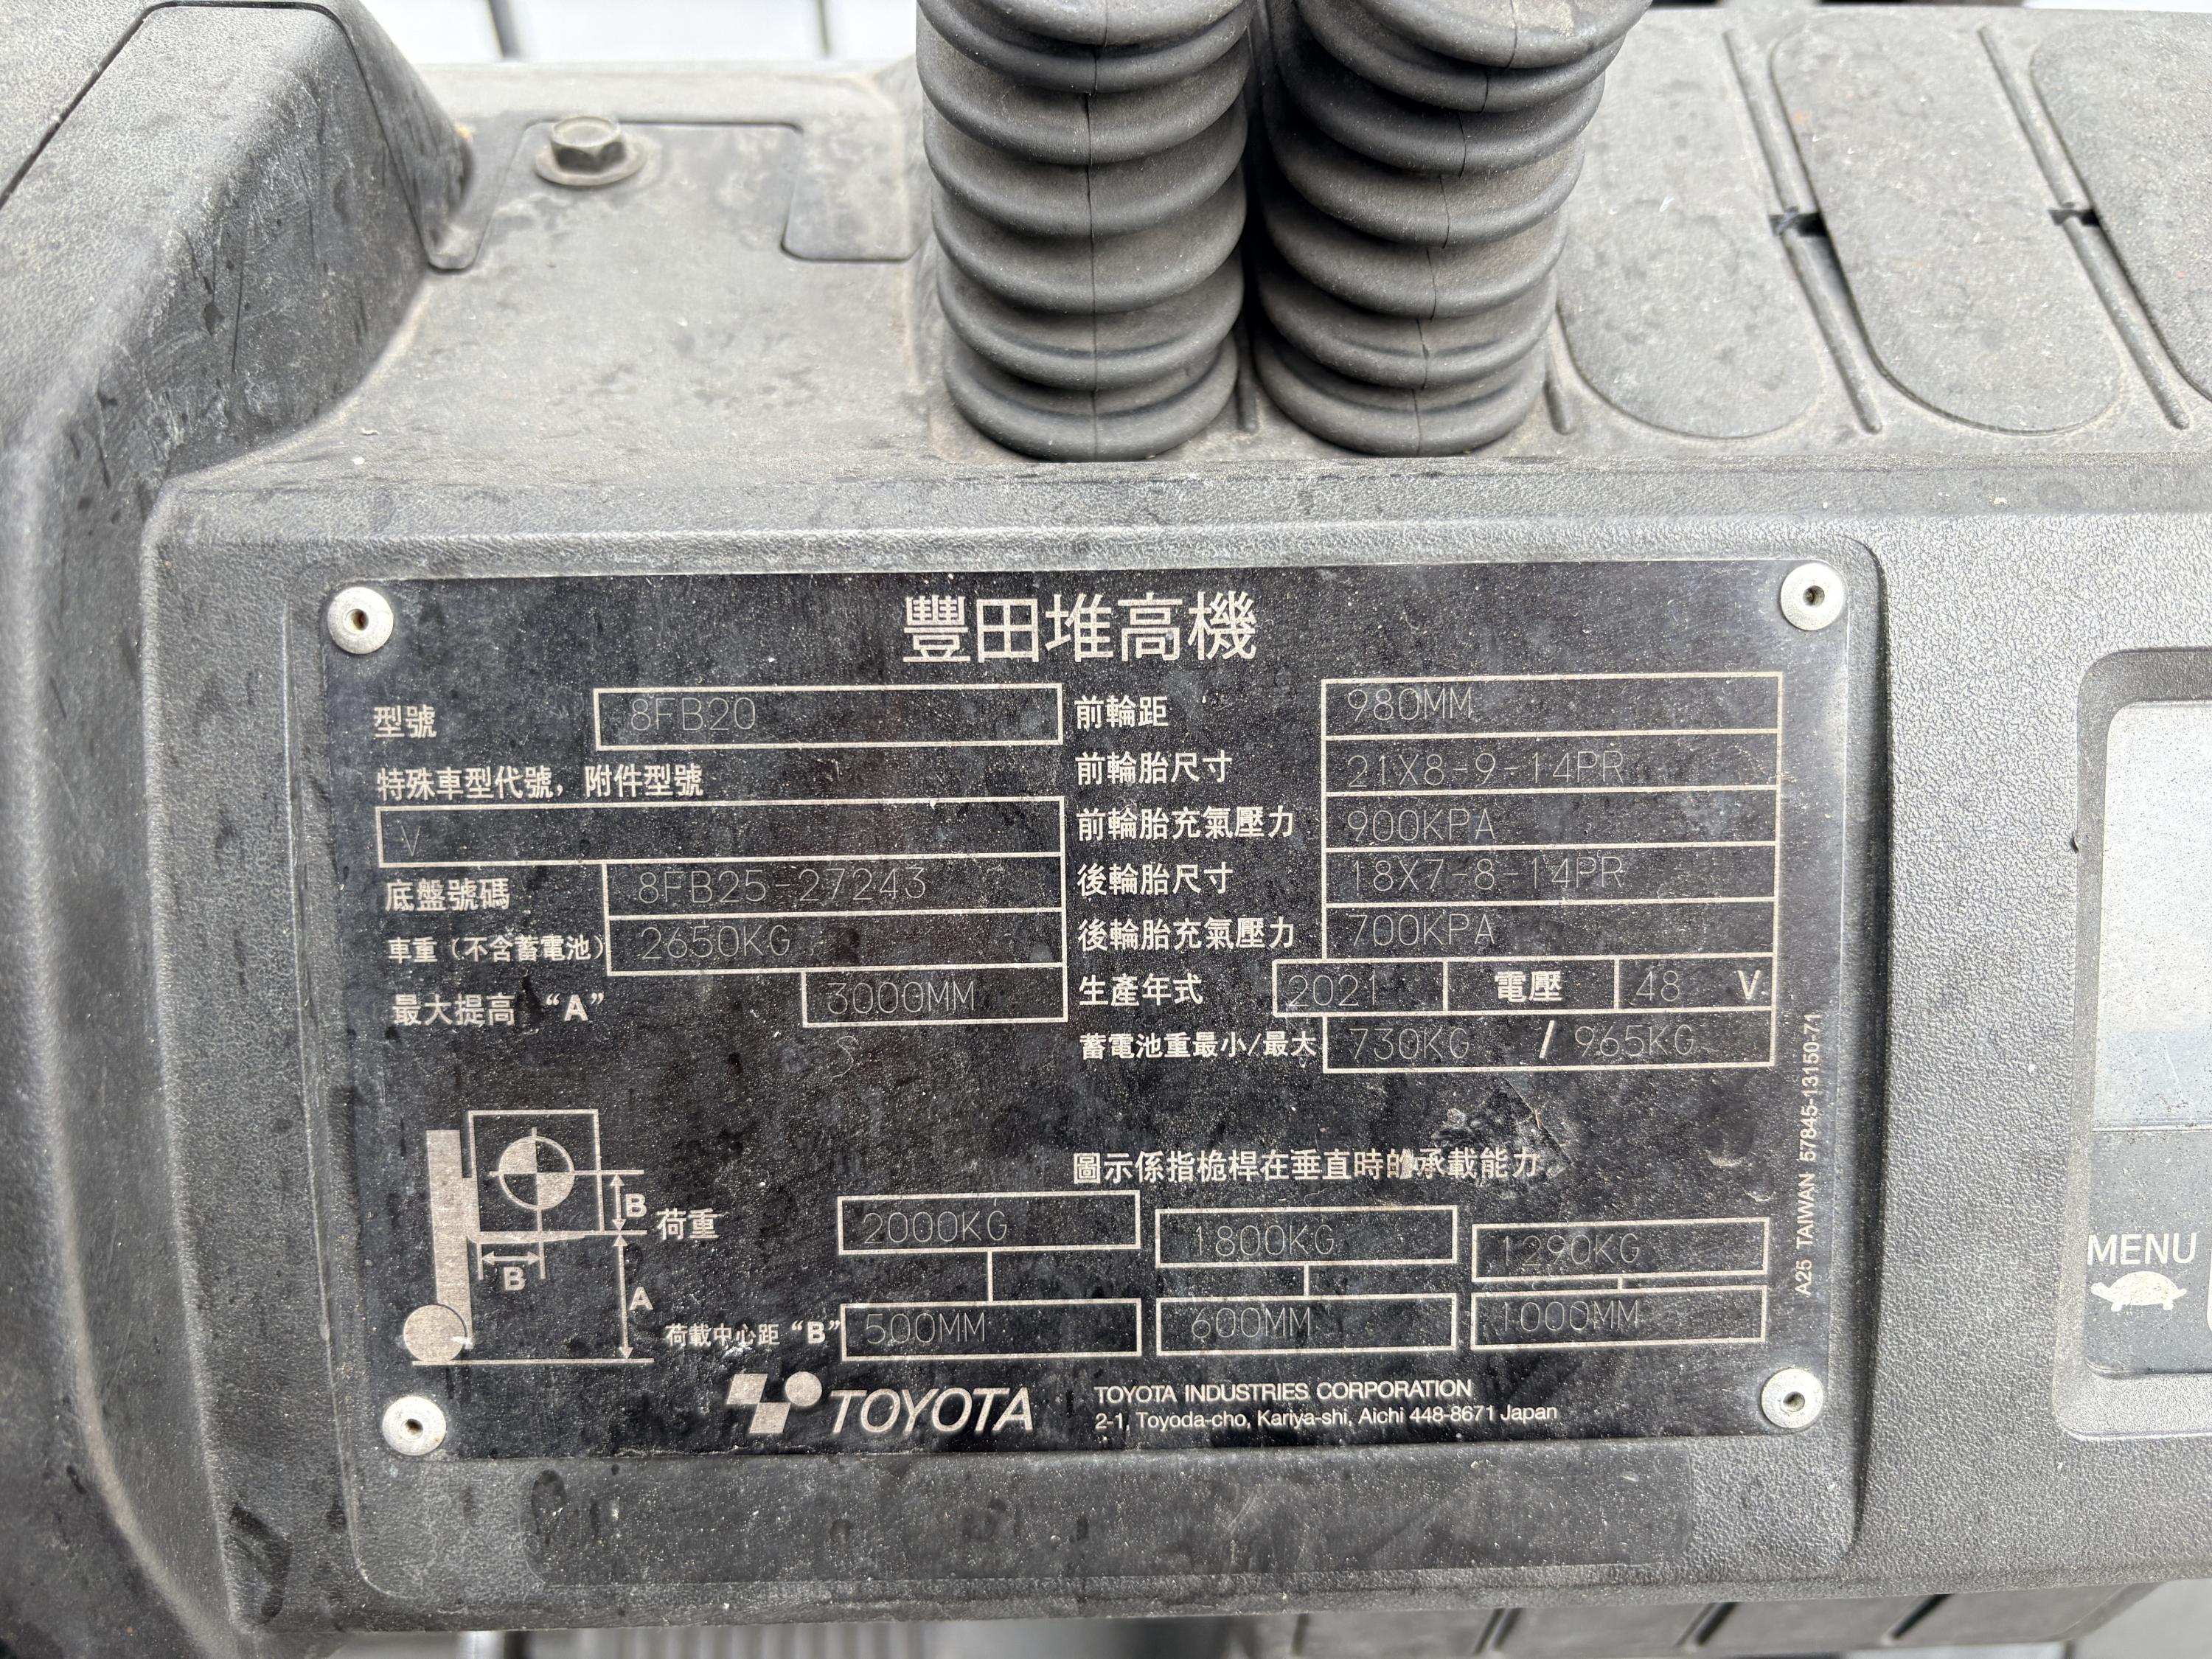 豐田堆高機
型號 8FB20
特殊車型代號，附件型號
V
底盤號碼 8FB25-27243
車重（不含蓄電池） 2650KG
最大提高 “A” 3000MM
S
前輪距 980MM
前輪胎尺寸 21X8-9-14PR
前輪胎充氣壓力 900KPA
後輪胎尺寸 18X7-8-14PR
後輪胎充氣壓力 700KPA
生產年式 2021 電壓 48 V
蓄電池重最小/最大 730KG / 965KG
圖示係指桅桿在垂直時的承載能力
B
B
A
荷重 2000KG 1800KG 1290KG
荷載中心距 “B” 500MM 600MM 1000MM
TOYOTA
TOYOTA INDUSTRIES CORPORATION
2-1, Toyoda-cho, Kariya-shi, Aichi 448-8671 Japan
A25 TAIWAN 57845-13150-71
MENU